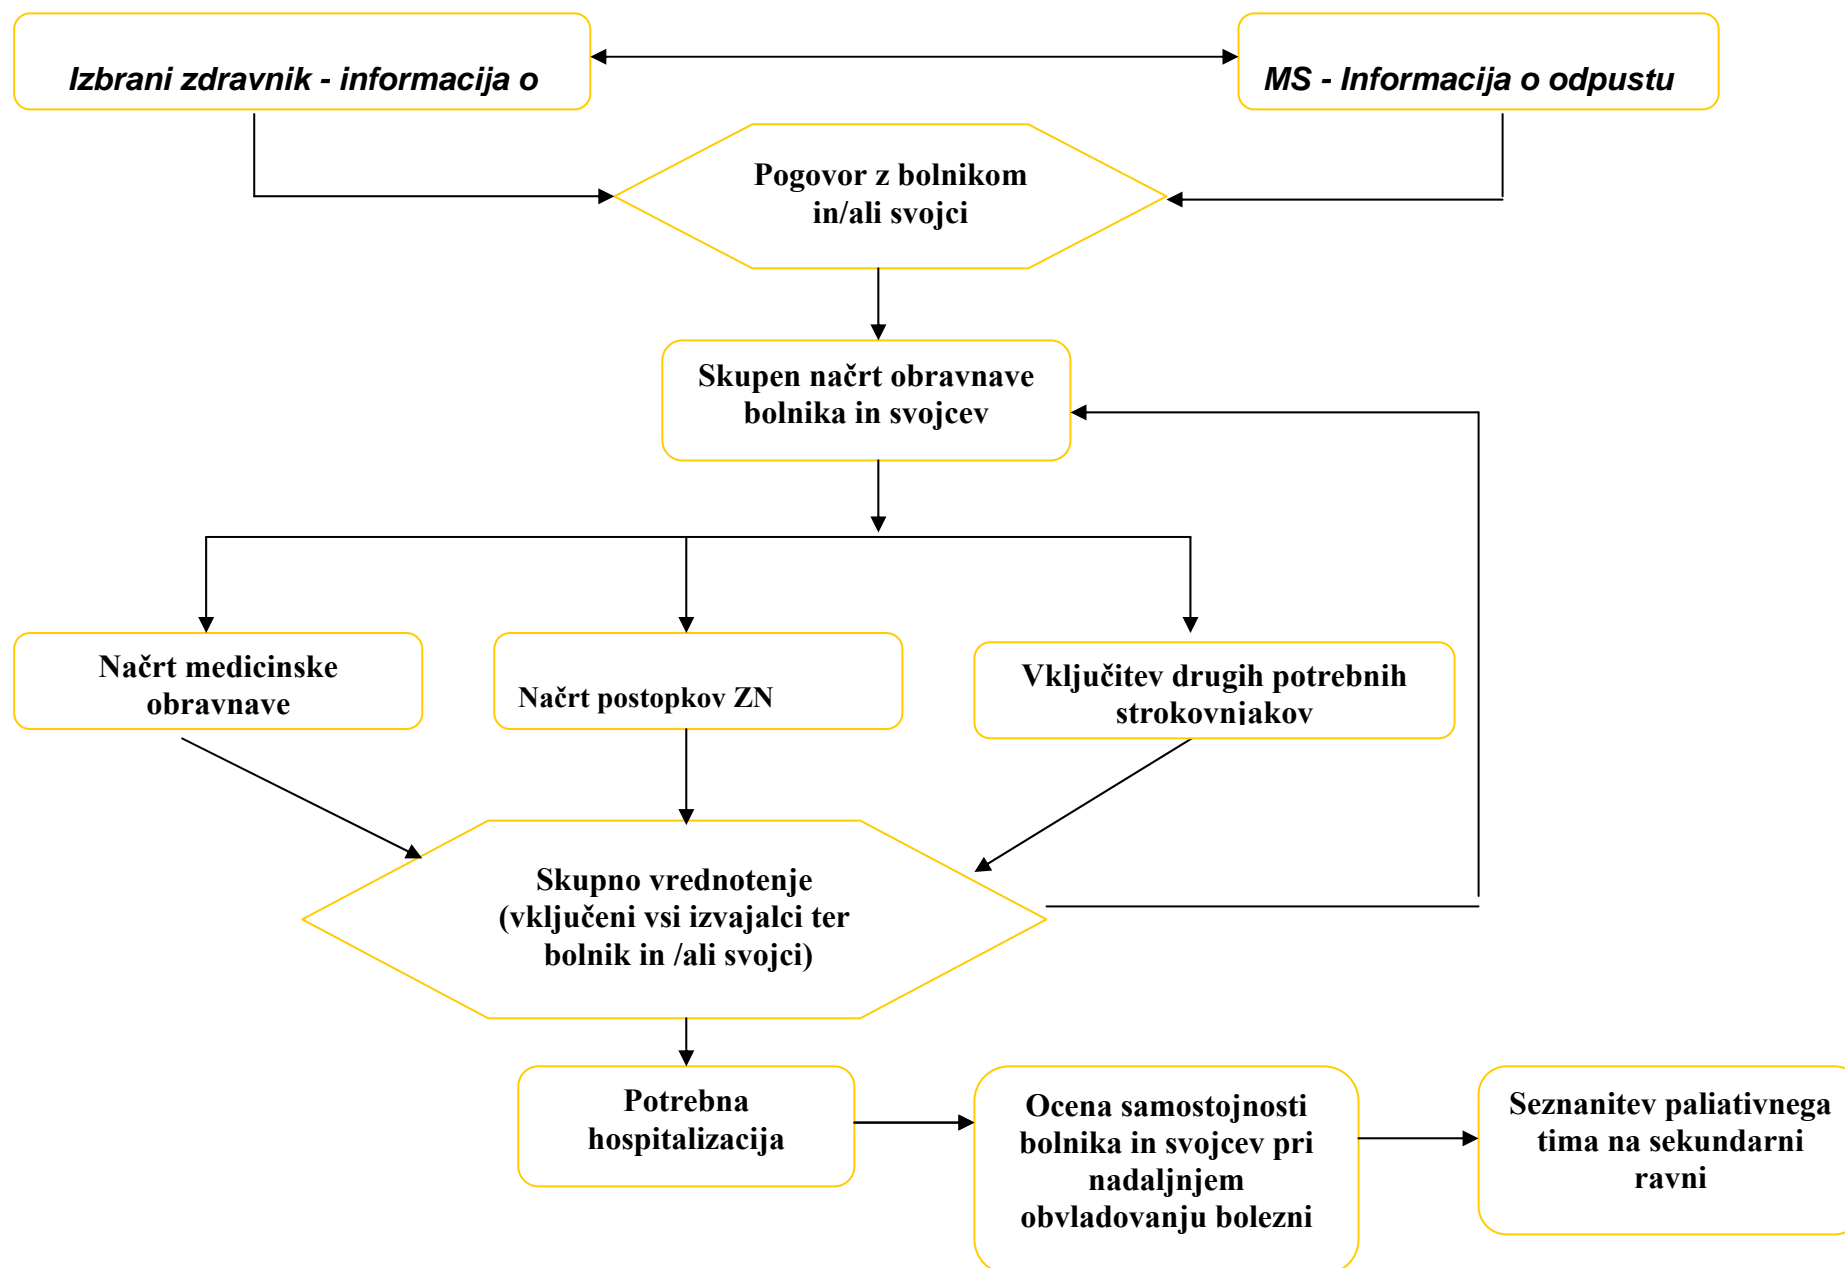 Izbrani zdravnik - informacija o
MS - Informacija o odpustu
Pogovor z bolnikom
in/ali svojci
Skupen načrt obravnave
bolnika in svojcev
Načrt medicinske
obravnave
Načrt postopkov ZN
Vključitev drugih potrebnih
strokovnjakov
Skupno vrednotenje
(vključeni vsi izvajalci ter
bolnik in /ali svojci)
Potrebna
hospitalizacija
Ocena samostojnosti
bolnika in svojcev pri
nadaljnjem
obvladovanju bolezni
Seznanitev paliativnega
tima na sekundarni
ravni